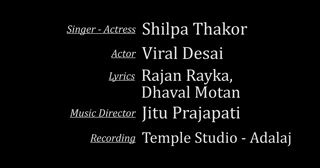 Singer - Actress Shilpa Thakor
Actor Viral Desai
Lyrics Rajan Rayka,
Dhaval Motan
Music Director Jitu Prajapati
Recording Temple Studio - Adalaj